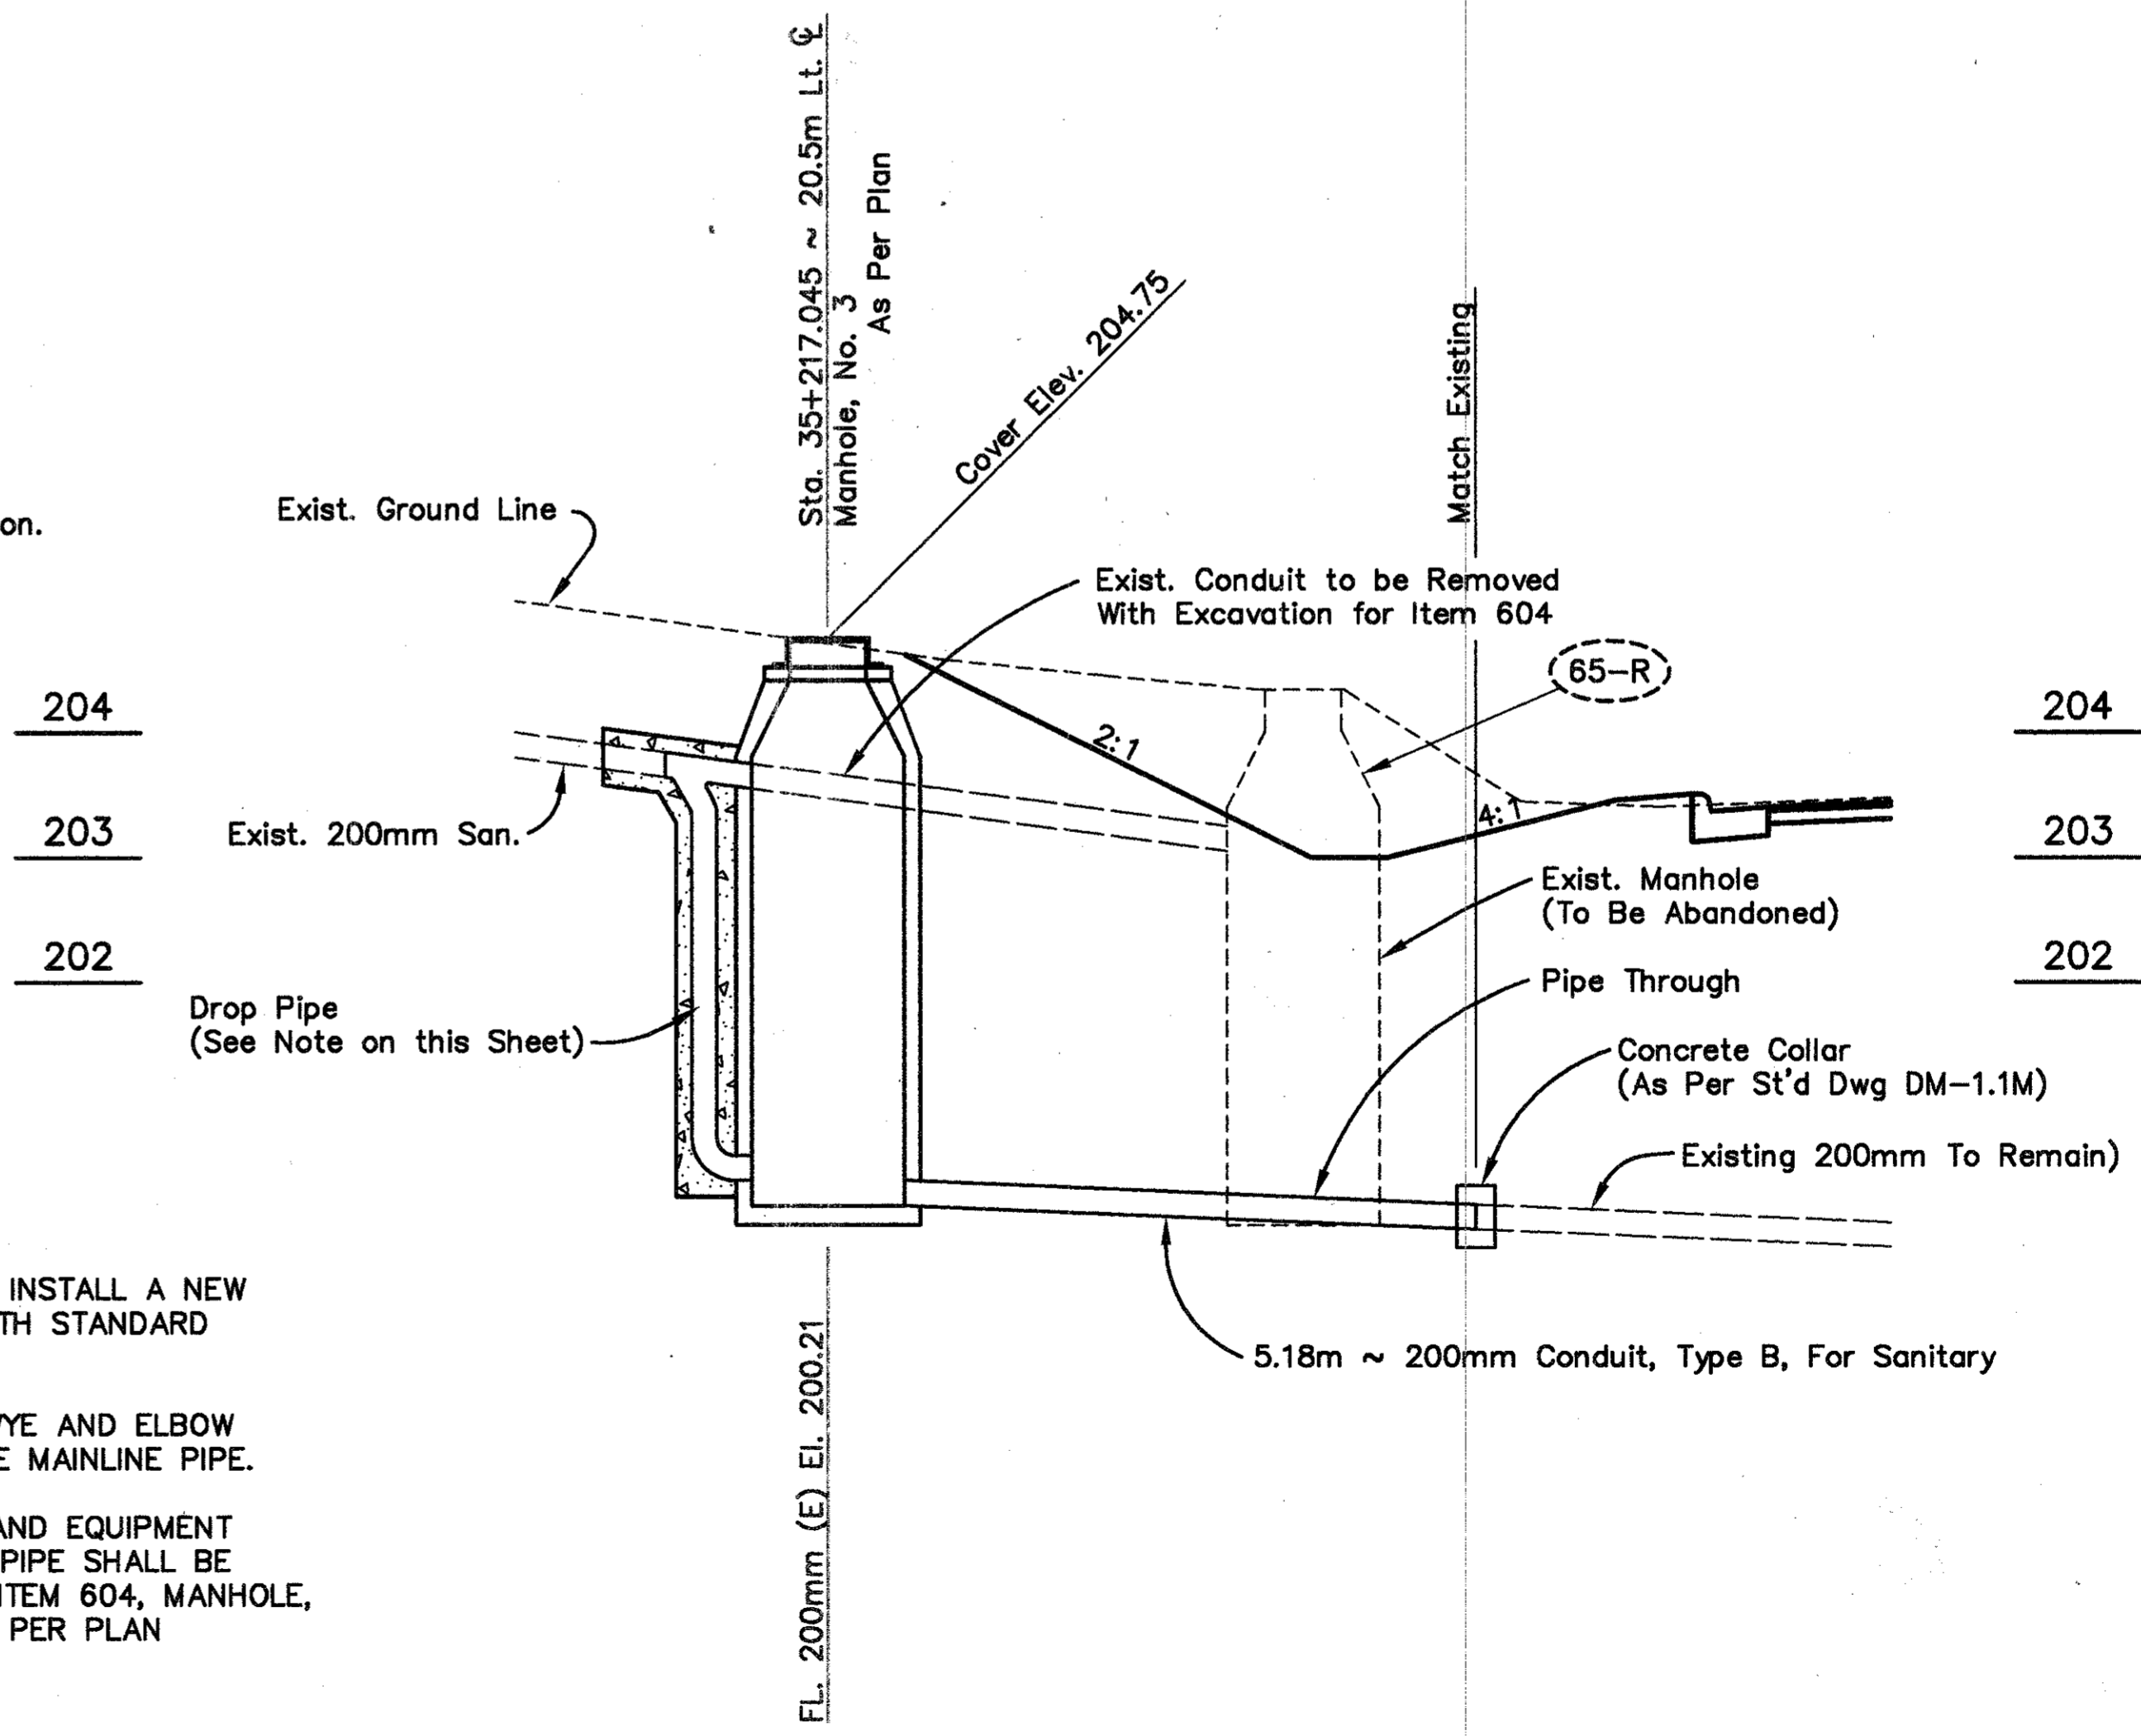 Sta. 35+217.045 ~ 20.5m Lt. ℄
Manhole, No. 3
As Per Plan
Cover Elev. 204.75
Match Existing
on.
Exist. Ground Line
Exist. Conduit to be Removed
With Excavation for Item 604
65-R
204
204
2:1
4:1
203
Exist. 200mm San.
203
Exist. Manhole
(To Be Abandoned)
202
202
Pipe Through
Drop Pipe
(See Note on this Sheet)
Concrete Collar
(As Per St'd Dwg DM-1.1M)
Existing 200mm To Remain)
5.18m ~ 200mm Conduit, Type B, For Sanitary
FL. 200mm (E) El. 200.21
INSTALL A NEW
TH STANDARD
YE AND ELBOW
E MAINLINE PIPE.
AND EQUIPMENT
PIPE SHALL BE
ITEM 604, MANHOLE,
PER PLAN